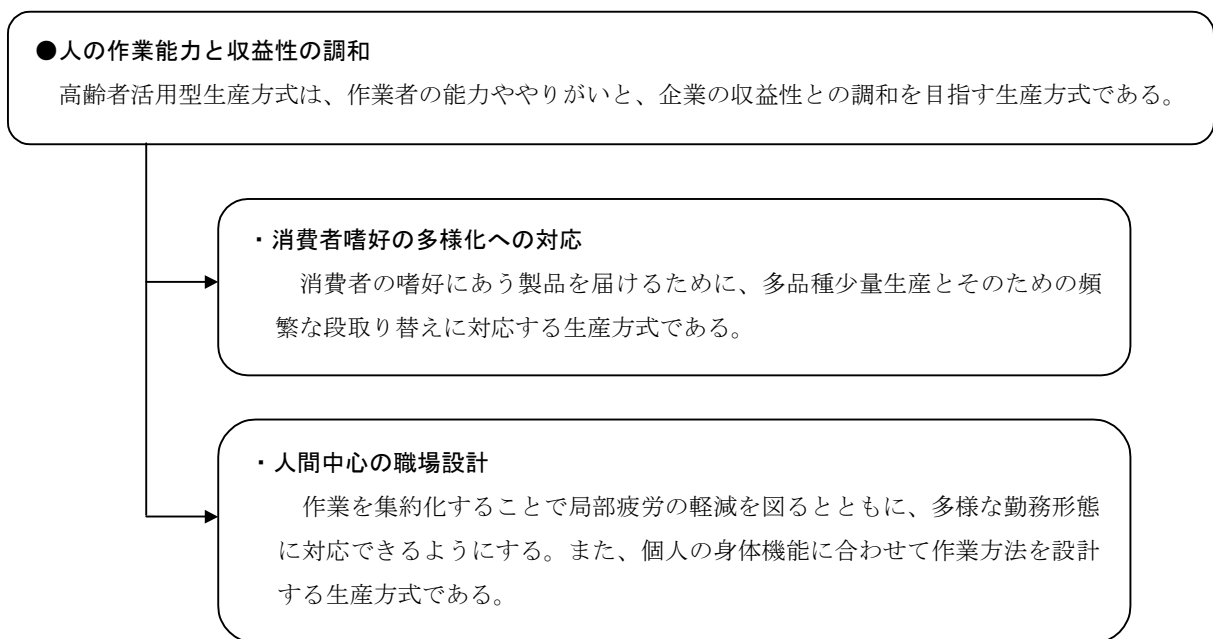 ●人の作業能力と収益性の調和
高齢者活用型生産方式は、作業者の能力ややりがいと、企業の収益性との調和を目指す生産方式である。
・消費者嗜好の多様化への対応
消費者の嗜好にあう製品を届けるために、多品種少量生産とそのための頻
繁な段取り替えに対応する生産方式である。
・人間中心の職場設計
作業を集約化することで局部疲労の軽減を図るとともに、多様な勤務形態
に対応できるようにする。また、個人の身体機能に合わせて作業方法を設計
する生産方式である。